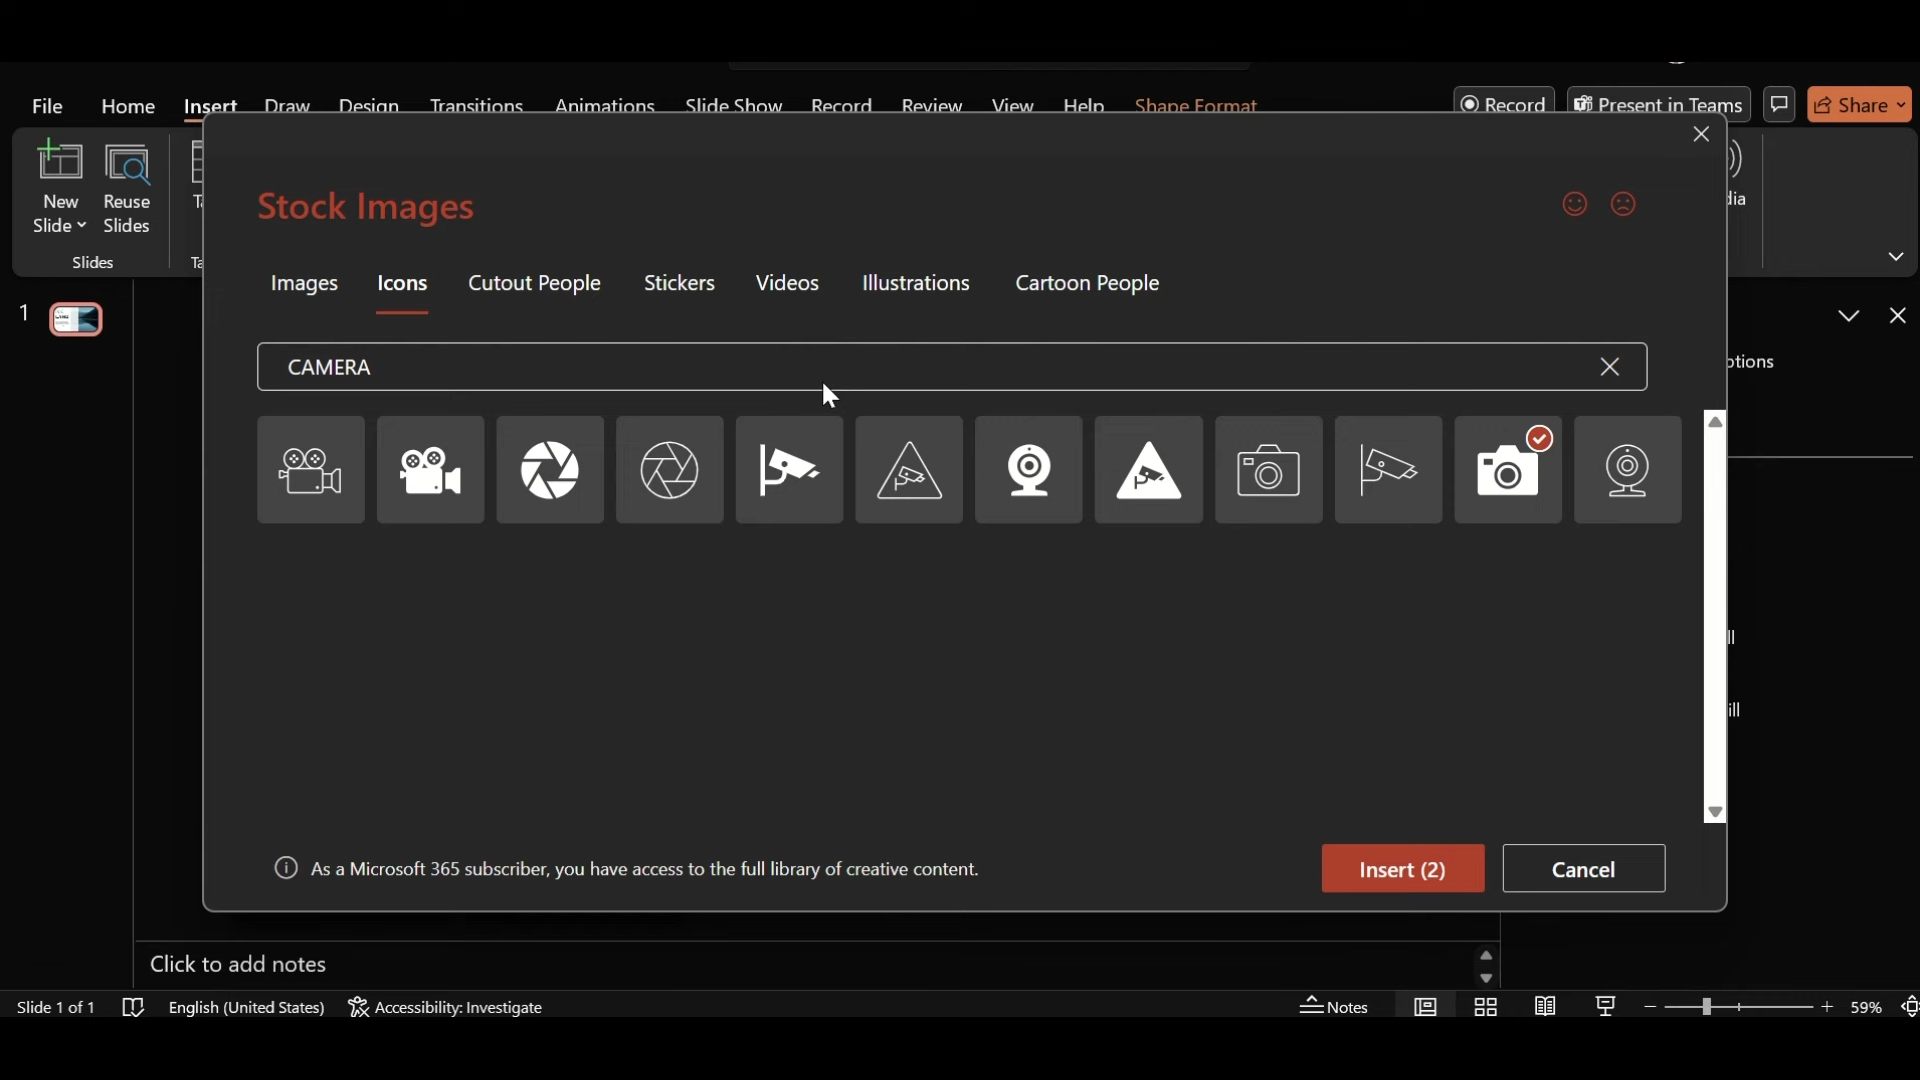 File Home Insert Draw Design Transitions Animations Slide Show Record Review View Help Shape Format Record Present in Teams Share
New Slide
Reuse Slides
Slides
Stock Images
Images Icons Cutout People Stickers Videos Illustrations Cartoon People
1
CAMERA
As a Microsoft 365 subscriber, you have access to the full library of creative content.
Insert (2)
Cancel
Click to add notes
Slide 1 of 1 English (United States) Accessibility: Investigate Notes 59%